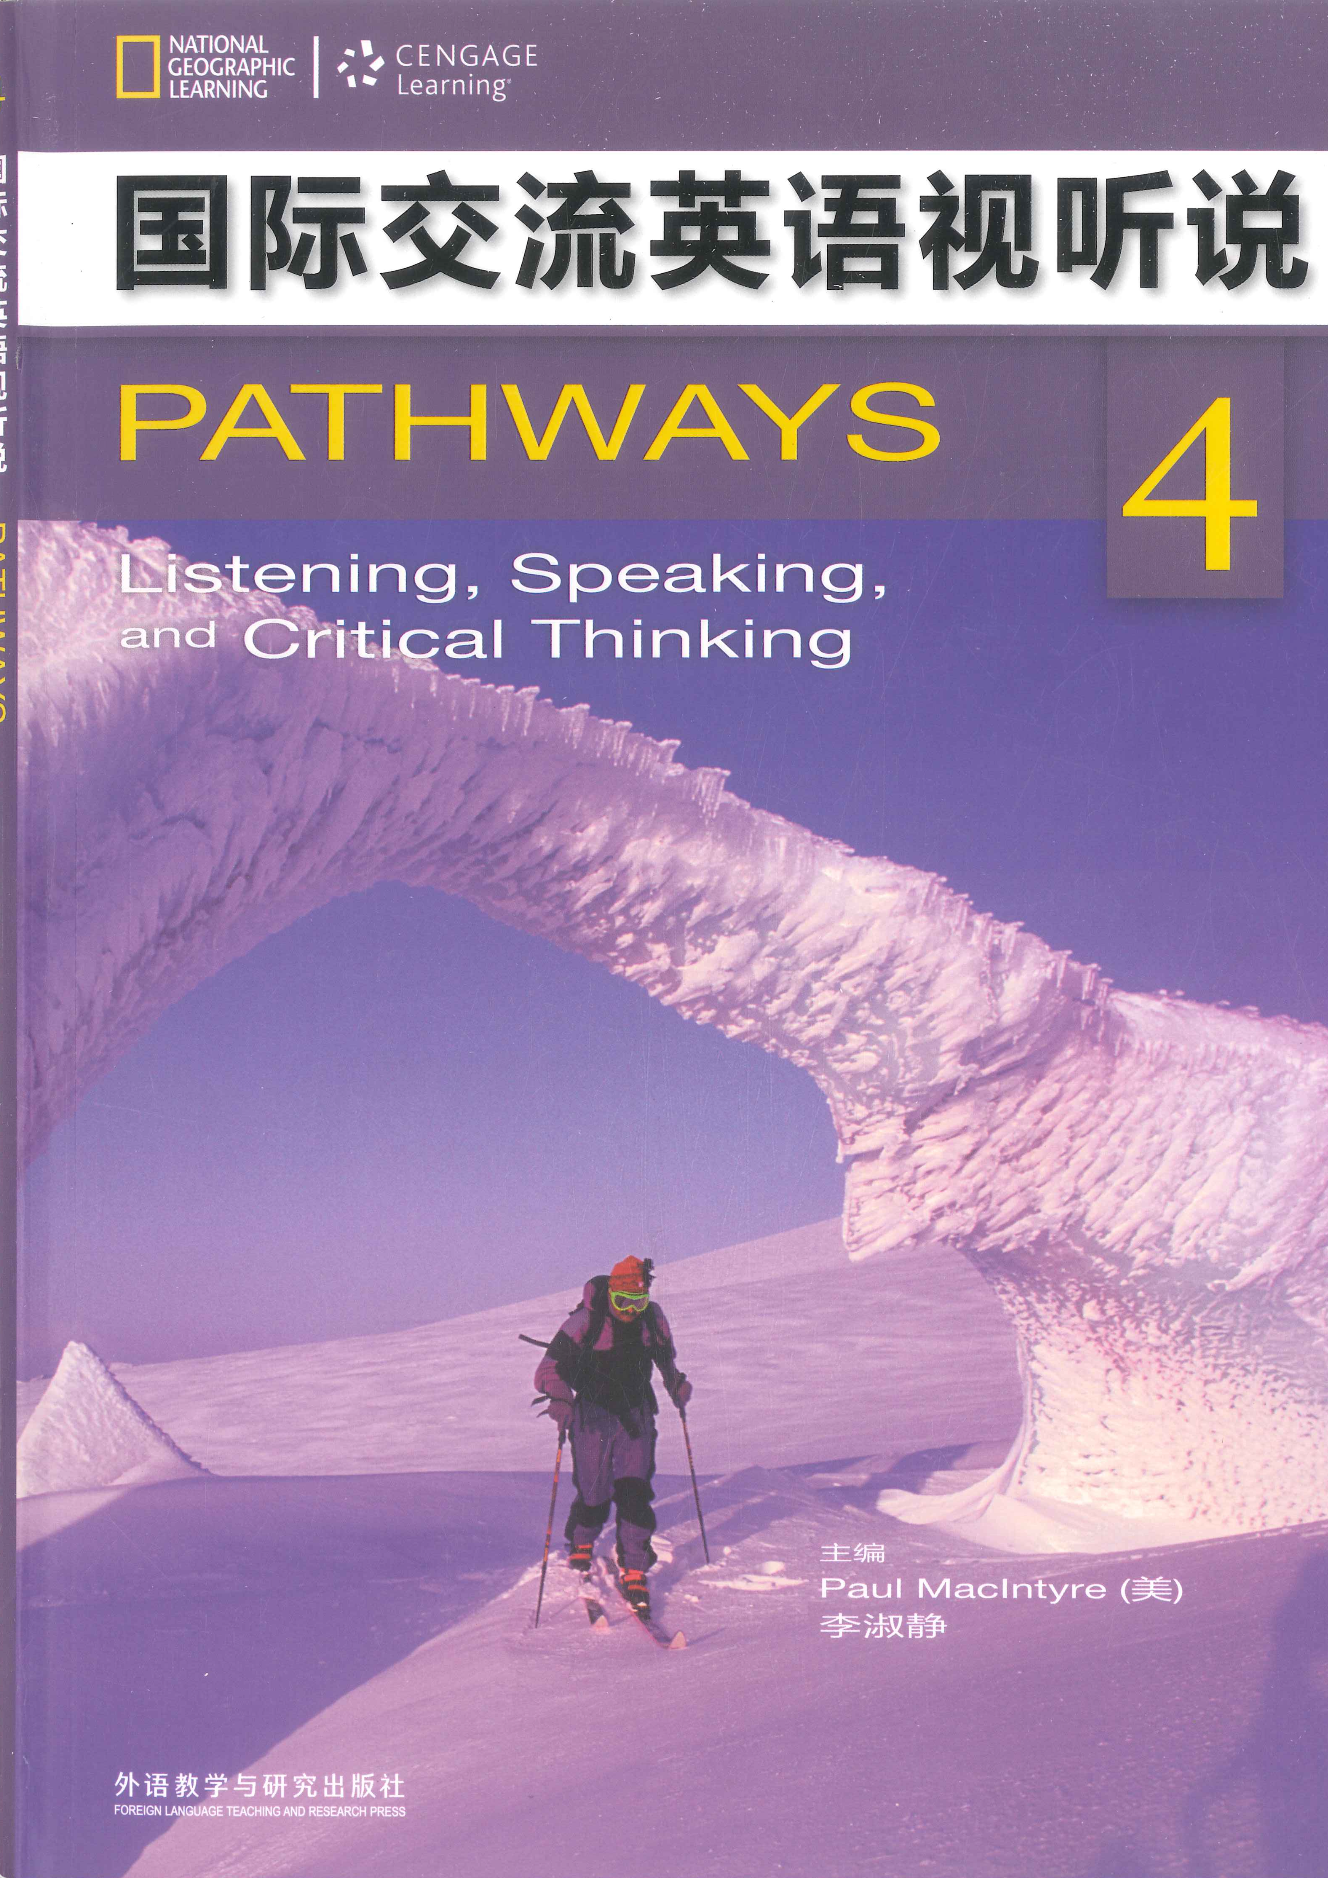 NATIONAL
GEOGRAPHIC
LEARNING
CENGAGE
Learning®
国际交流英语视听说
PATHWAYS
4
Listening, Speaking,
and Critical Thinking
主编
Paul MacIntyre (美)
李淑静
外语教学与研究出版社
FOREIGN LANGUAGE TEACHING AND RESEARCH PRESS
PATHWAYS